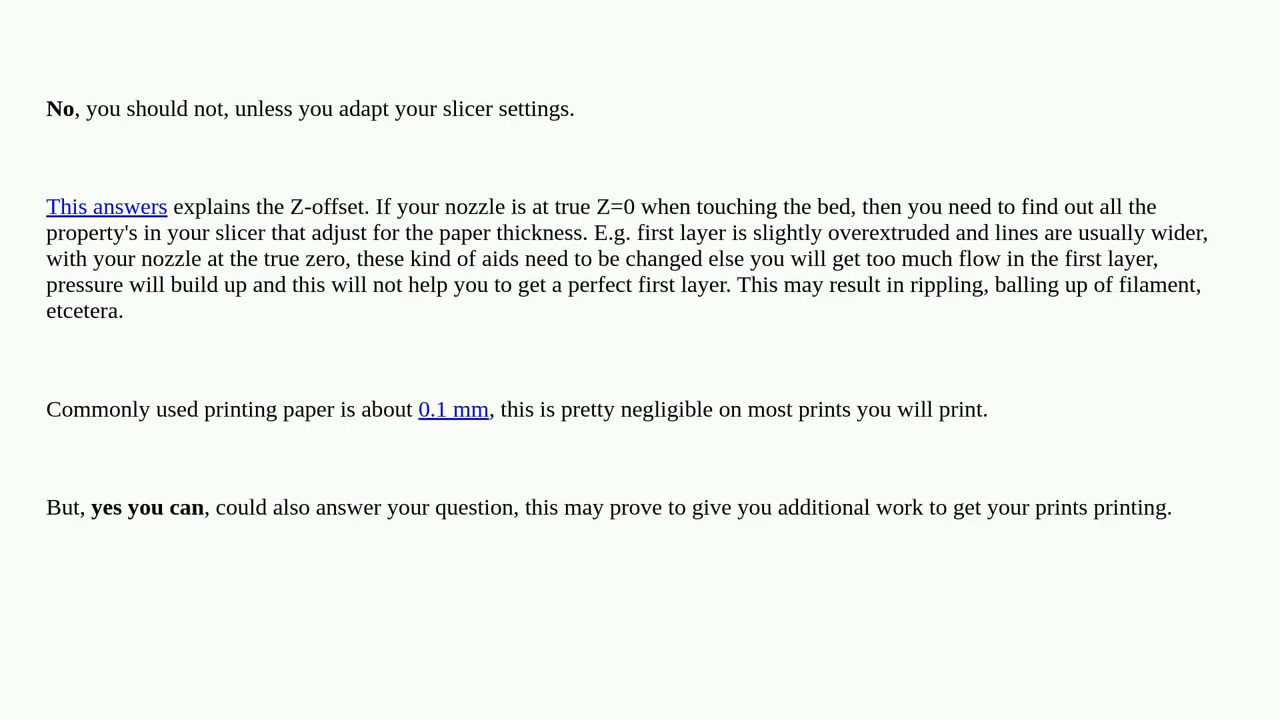 No, you should not, unless you adapt your slicer settings.
This answers explains the Z-offset. If your nozzle is at true Z=0 when touching the bed, then you need to find out all the
property's in your slicer that adjust for the paper thickness. E.g. first layer is slightly overextruded and lines are usually wider,
with your nozzle at the true zero, these kind of aids need to be changed else you will get too much flow in the first layer,
pressure will build up and this will not help you to get a perfect first layer. This may result in rippling, balling up of filament,
etcetera.
Commonly used printing paper is about 0.1 mm, this is pretty negligible on most prints you will print.
But, yes you can, could also answer your question, this may prove to give you additional work to get your prints printing.